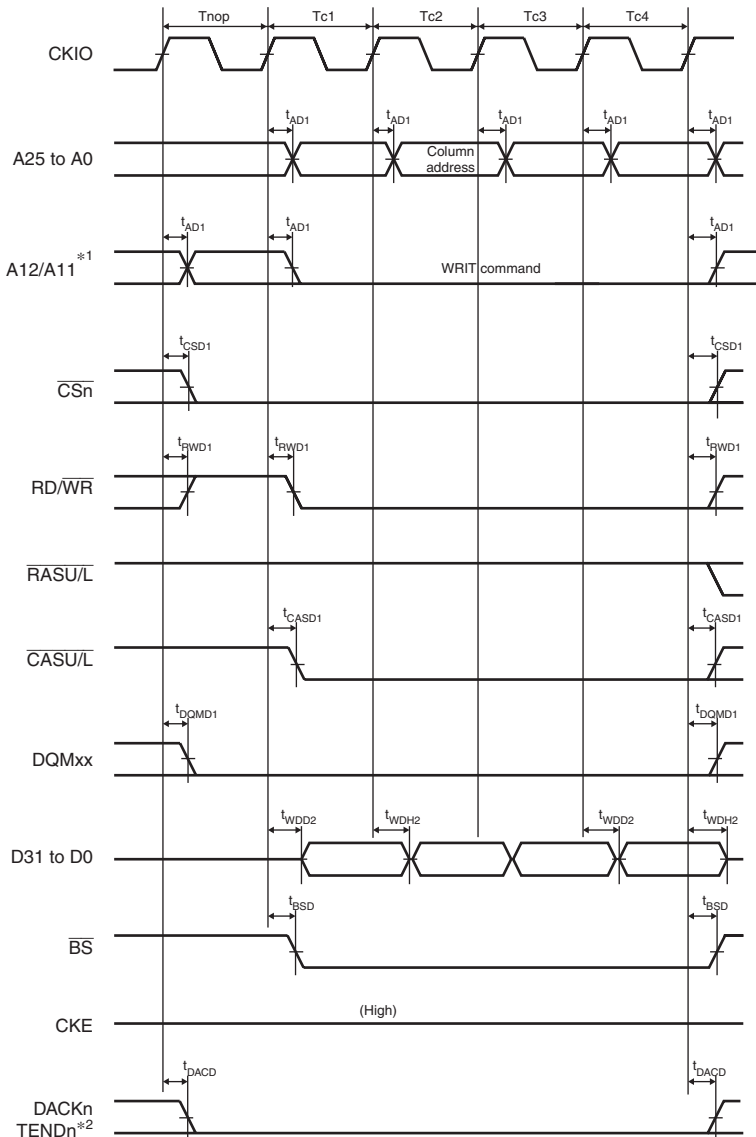 Tnop Tc1 Tc2 Tc3 Tc4
CKIO
tAD1 tAD1 tAD1 tAD1 tAD1
A25 to A0
Column
address
tAD1 tAD1 tAD1
A12/A11*1
WRIT command
tCSD1 tCSD1
CSn
tRWD1 tRWD1 tRWD1
RD/WR
RASU/L
tCASD1 tCASD1
CASU/L
tDQMD1 tDQMD1
DQMxx
tWDD2 tWDH2 tWDD2 tWDH2
D31 to D0
tBSD tBSD
BS
(High)
CKE
tDACD tDACD
DACKn
TENDn*2